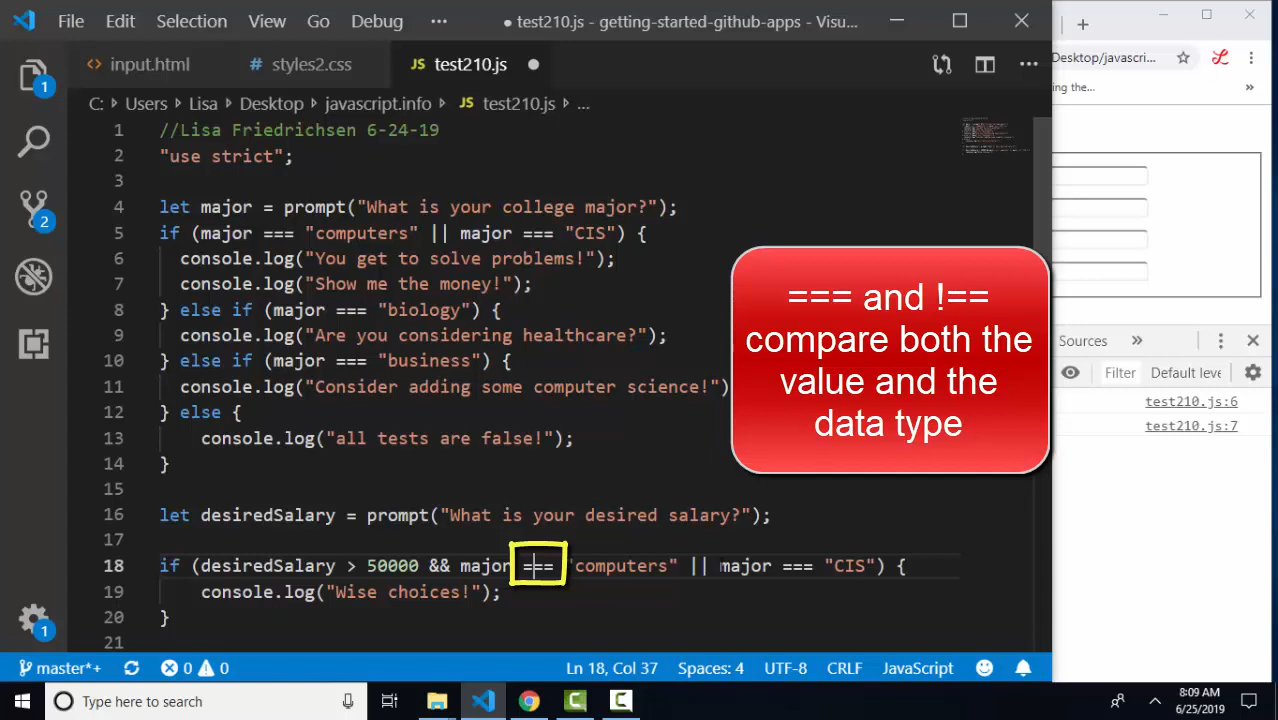 File Edit Selection View Go Debug ••• ● test210.js - getting-started-github-apps - Visu...
<> input.html # styles2.css JS test210.js ●
C: > Users > Lisa > Desktop > javascript.info > JS test210.js > ...
1 //Lisa Friedrichsen 6-24-19
2 "use strict";
3
4 let major = prompt("What is your college major?");
5 if (major === "computers" || major === "CIS") {
6 console.log("You get to solve problems!");
7 console.log("Show me the money!");
8 } else if (major === "biology") {
9 console.log("Are you considering healthcare?");
10 } else if (major === "business") {
11 console.log("Consider adding some computer science!")
12 } else {
13 console.log("all tests are false!");
14 }
15
16 let desiredSalary = prompt("What is your desired salary?");
17
18 if (desiredSalary > 50000 && major === "computers" || major === "CIS") {
19 console.log("Wise choices!");
20 }
21
=== and !==
compare both the
value and the
data type
1
2
1
Desktop/javascri...
ing the...
»
Sources »
Filter Default leve
test210.js:6
test210.js:7
master*+ 0 0 Ln 18, Col 37 Spaces: 4 UTF-8 CRLF JavaScript
Type here to search
8:09 AM
6/25/2019